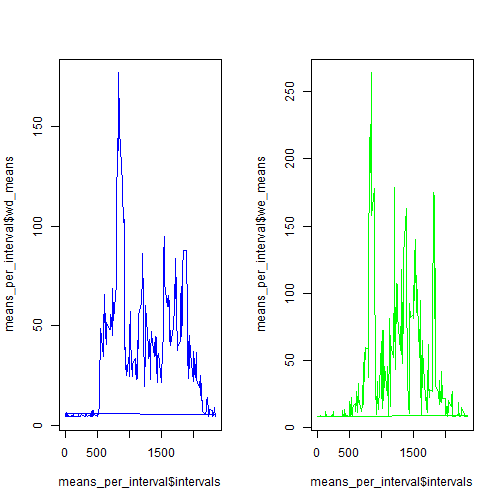 means_per_interval$wd_means
0 50 100 150
0 500 1500
means_per_interval$intervals
means_per_interval$we_means
0 50 100 150 200 250
0 500 1500
means_per_interval$intervals